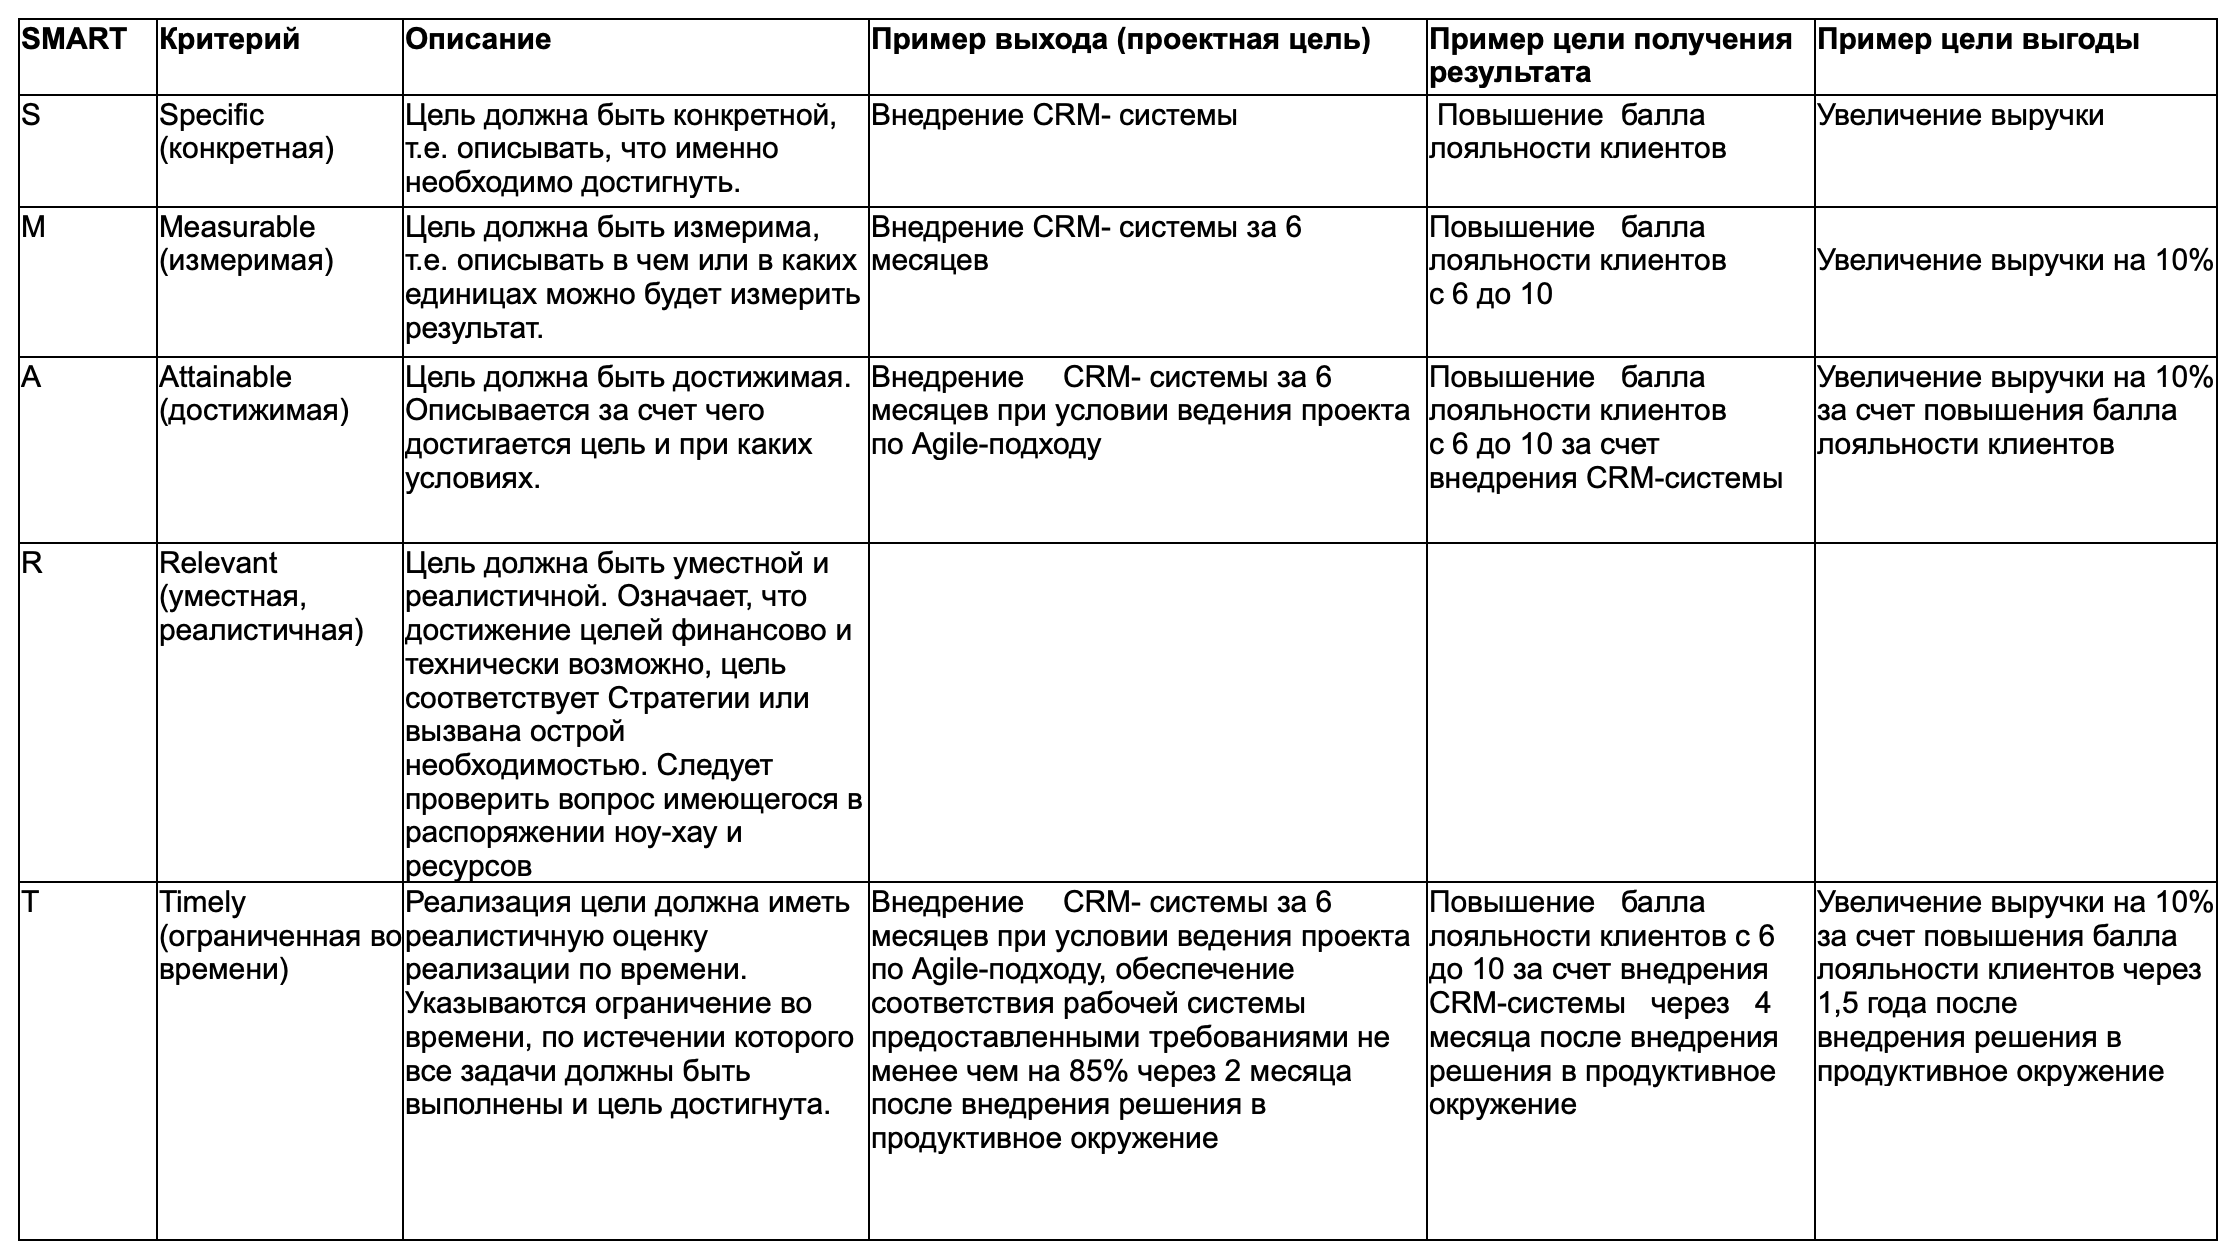 SMART
Критерий
Описание
Пример выхода (проектная цель)
Пример цели получения
результата
Пример цели выгоды
S
Specific
(конкретная)
Цель должна быть конкретной,
т.е. описывать, что именно
необходимо достигнуть.
Внедрение CRM- системы
Повышение балла
лояльности клиентов
Увеличение выручки
M
Measurable
(измеримая)
Цель должна быть измерима,
т.е. описывать в чем или в каких
единицах можно будет измерить
результат.
Внедрение CRM- системы за 6
месяцев
Повышение балла
лояльности клиентов
с 6 до 10
Увеличение выручки на 10%
A
Attainable
(достижимая)
Цель должна быть достижимая.
Описывается за счет чего
достигается цель и при каких
условиях.
Внедрение CRM- системы за 6
месяцев при условии ведения проекта
по Agile-подходу
Повышение балла
лояльности клиентов
с 6 до 10 за счет
внедрения CRM-системы
Увеличение выручки на 10%
за счет повышения балла
лояльности клиентов
R
Relevant
(уместная,
реалистичная)
Цель должна быть уместной и
реалистичной. Означает, что
достижение целей финансово и
технически возможно, цель
соответствует Стратегии или
вызвана острой
необходимостью. Следует
проверить вопрос имеющегося в
распоряжении ноу-хау и
ресурсов
T
Timely
(ограниченная во
времени)
Реализация цели должна иметь
реалистичную оценку
реализации по времени.
Указываются ограничение во
времени, по истечении которого
все задачи должны быть
выполнены и цель достигнута.
Внедрение CRM- системы за 6
месяцев при условии ведения проекта
по Agile-подходу, обеспечение
соответствия рабочей системы
предоставленными требованиями не
менее чем на 85% через 2 месяца
после внедрения решения в
продуктивное окружение
Повышение балла
лояльности клиентов с 6
до 10 за счет внедрения
CRM-системы через 4
месяца после внедрения
решения в продуктивное
окружение
Увеличение выручки на 10%
за счет повышения балла
лояльности клиентов через
1,5 года после
внедрения решения в
продуктивное окружение